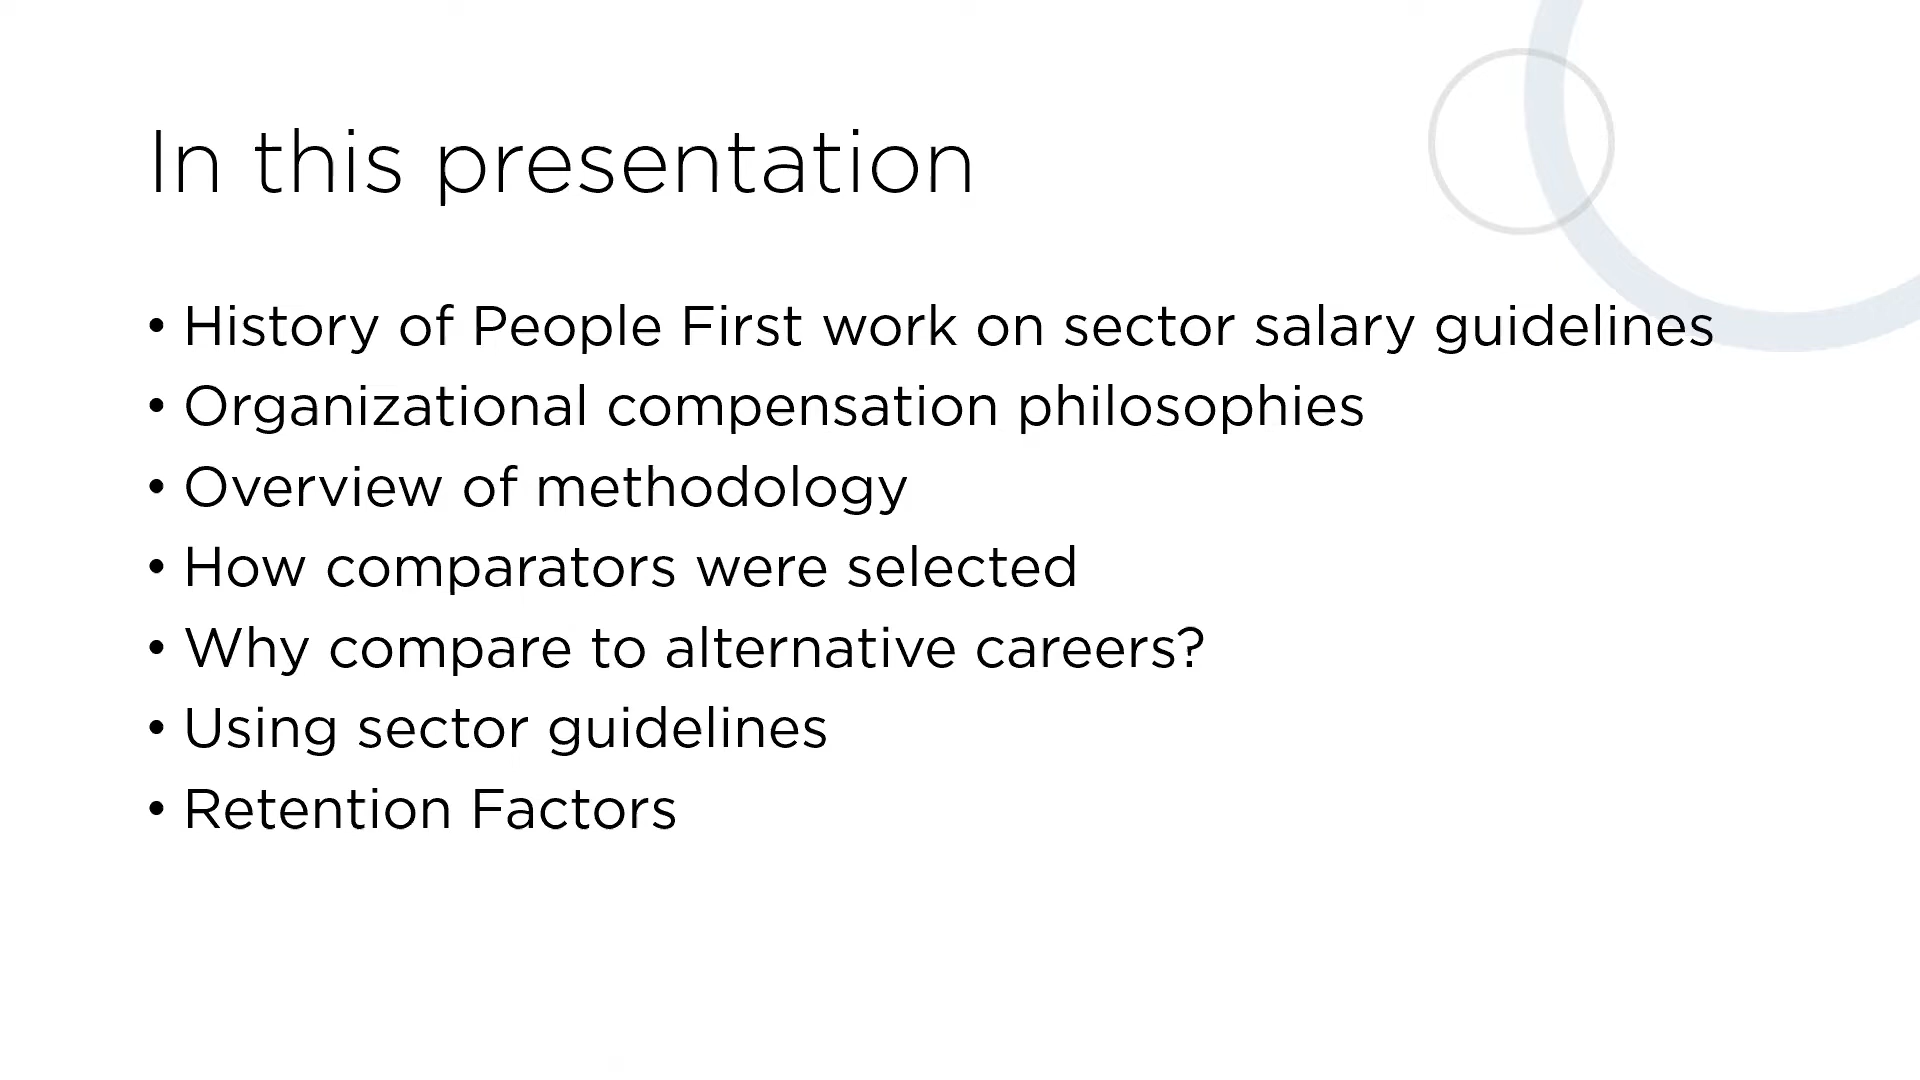 In this presentation
• History of People First work on sector salary guidelines
• Organizational compensation philosophies
• Overview of methodology
• How comparators were selected
• Why compare to alternative careers?
• Using sector guidelines
• Retention Factors